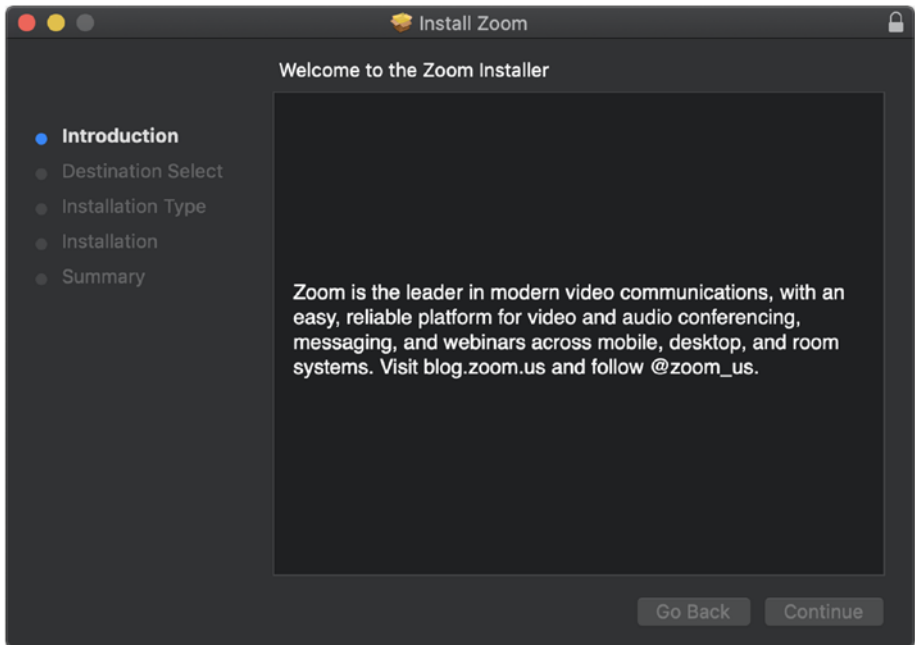 Install Zoom
Welcome to the Zoom Installer
Introduction
Destination Select
Installation Type
Installation
Summary
Zoom is the leader in modern video communications, with an
easy, reliable platform for video and audio conferencing,
messaging, and webinars across mobile, desktop, and room
systems. Visit blog.zoom.us and follow @zoom_us.
Go Back
Continue